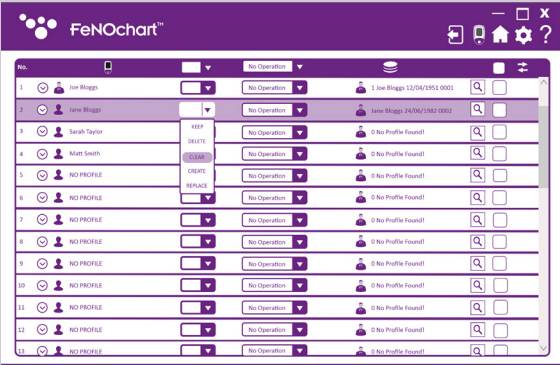 FeNOchart™
No.
No Operation
1 Joe Bloggs No Operation 1 Joe Bloggs 12/04/1951 0001
2 Jane Bloggs No Operation Jane Bloggs 24/06/1982 0002
3 Sarah Taylor KEEP No Operation 0 No Profile Found!
DELETE
4 Matt Smith CLEAR No Operation 0 No Profile Found!
5 NO PROFILE CREATE No Operation 0 No Profile Found!
REPLACE
6 NO PROFILE No Operation 0 No Profile Found!
7 NO PROFILE No Operation 0 No Profile Found!
8 NO PROFILE No Operation 0 No Profile Found!
9 NO PROFILE No Operation 0 No Profile Found!
10 NO PROFILE No Operation 0 No Profile Found!
11 NO PROFILE No Operation 0 No Profile Found!
12 NO PROFILE No Operation 0 No Profile Found!
13 NO PROFILE No Operation 0 No Profile Found!